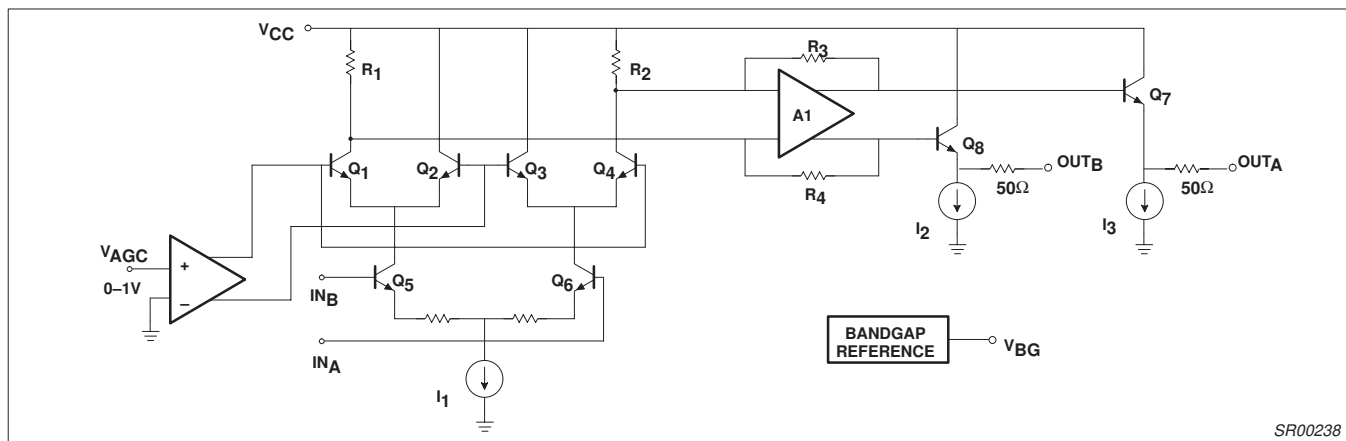 VCC
R1
R2
R3
A1
Q7
Q8
Q1
Q2
Q3
Q4
R4
OUTB
50Ω
OUTA
50Ω
I2
I3
VAGC
0–1V
+
–
INB
Q5
Q6
INA
I1
BANDGAP
REFERENCE
VBG
SR00238